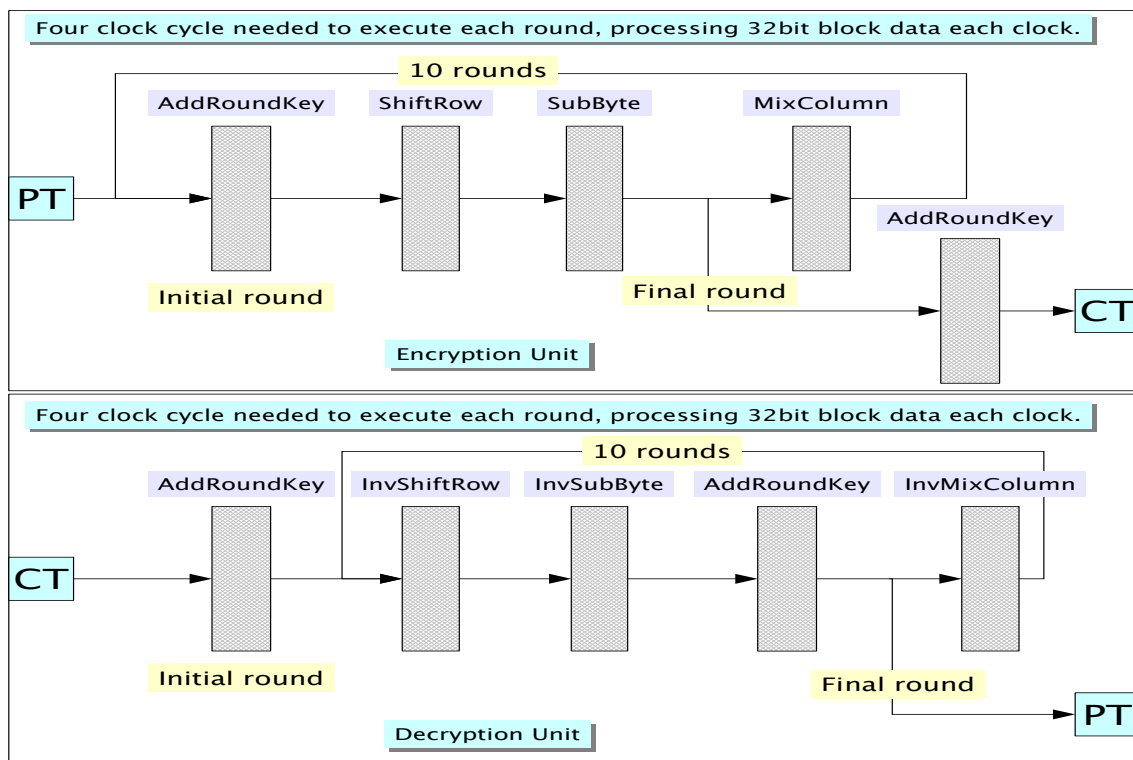 Four clock cycle needed to execute each round, processing 32bit block data each clock.
10 rounds
AddRoundKey ShiftRow SubByte MixColumn
PT
AddRoundKey
Initial round
Final round
CT
Encryption Unit
Four clock cycle needed to execute each round, processing 32bit block data each clock.
10 rounds
AddRoundKey InvShiftRow InvSubByte AddRoundKey InvMixColumn
CT
Initial round
Final round
PT
Decryption Unit